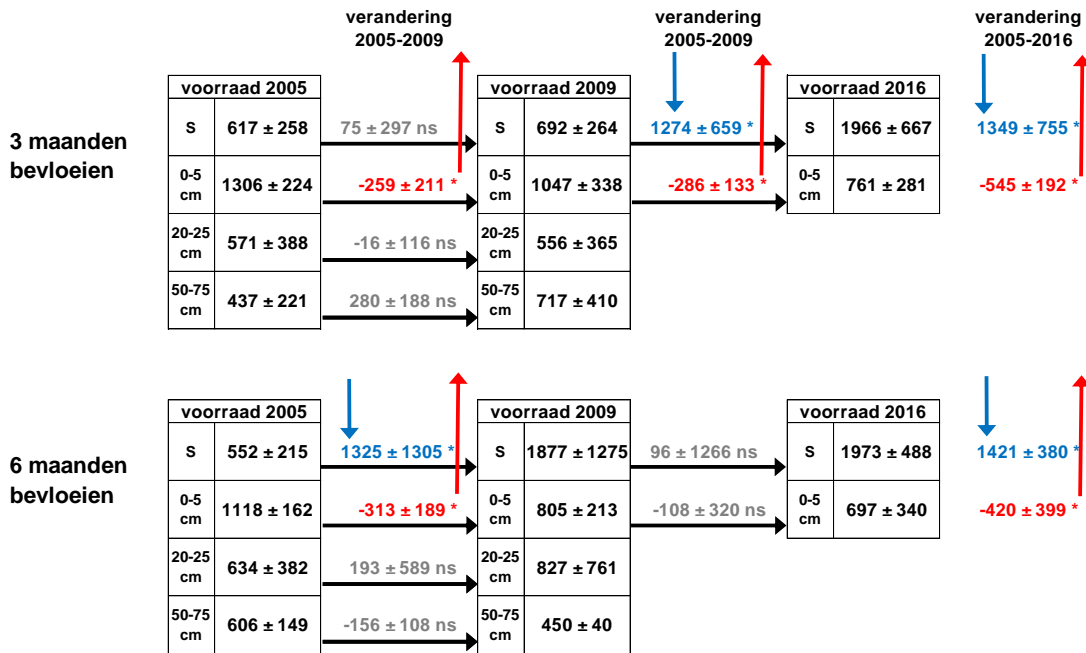 verandering
2005-2009
verandering
2005-2009
verandering
2005-2016
3 maanden
bevloeien
voorraad 2005
voorraad 2009
voorraad 2016
S 617 ± 258 75 ± 297 ns S 692 ± 264 1274 ± 659 * S 1966 ± 667 1349 ± 755 *
0-5
cm 1306 ± 224 -259 ± 211 * 0-5
cm 1047 ± 338 -286 ± 133 * 0-5
cm 761 ± 281 -545 ± 192 *
20-25
cm 571 ± 388 -16 ± 116 ns 20-25
cm 556 ± 365
50-75
cm 437 ± 221 280 ± 188 ns 50-75
cm 717 ± 410
6 maanden
bevloeien
voorraad 2005
voorraad 2009
voorraad 2016
S 552 ± 215 1325 ± 1305 * S 1877 ± 1275 96 ± 1266 ns S 1973 ± 488 1421 ± 380 *
0-5
cm 1118 ± 162 -313 ± 189 * 0-5
cm 805 ± 213 -108 ± 320 ns 0-5
cm 697 ± 340 -420 ± 399 *
20-25
cm 634 ± 382 193 ± 589 ns 20-25
cm 827 ± 761
50-75
cm 606 ± 149 -156 ± 108 ns 50-75
cm 450 ± 40